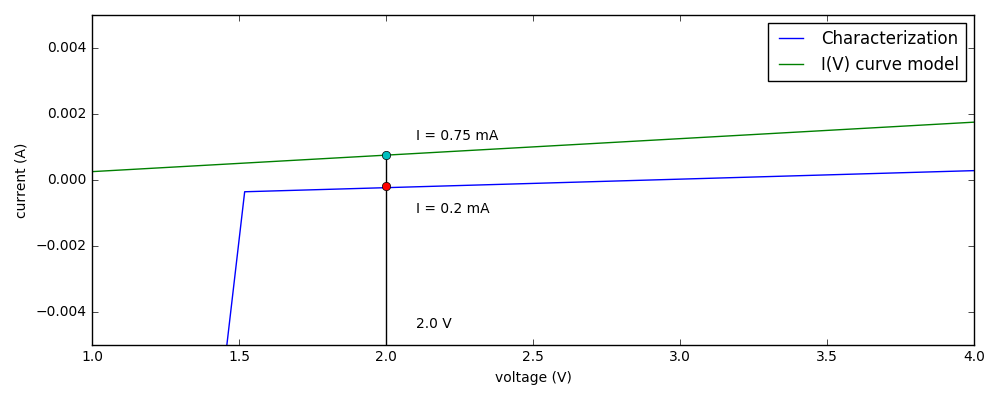 0.004
0.002
0.000
−0.002
−0.004
current (A)
Characterization
I(V) curve model
I = 0.75 mA
I = 0.2 mA
2.0 V
1.0 1.5 2.0 2.5 3.0 3.5 4.0
voltage (V)